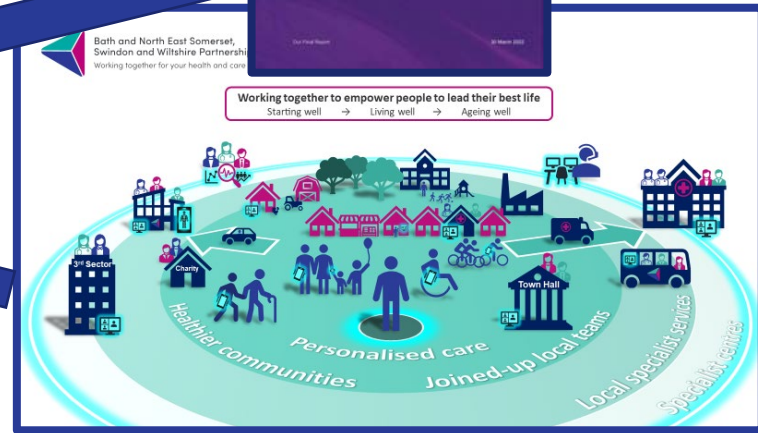 Our Final Report
30 March 2022
Bath and North East Somerset,
Swindon and Wiltshire Partnership
Working together for your health and care
Working together to empower people to lead their best life
Starting well → Living well → Ageing well
3rd Sector
Charity
Town Hall
Healthier communities
Personalised care
Joined-up local teams
Local specialist services
Specialist centres